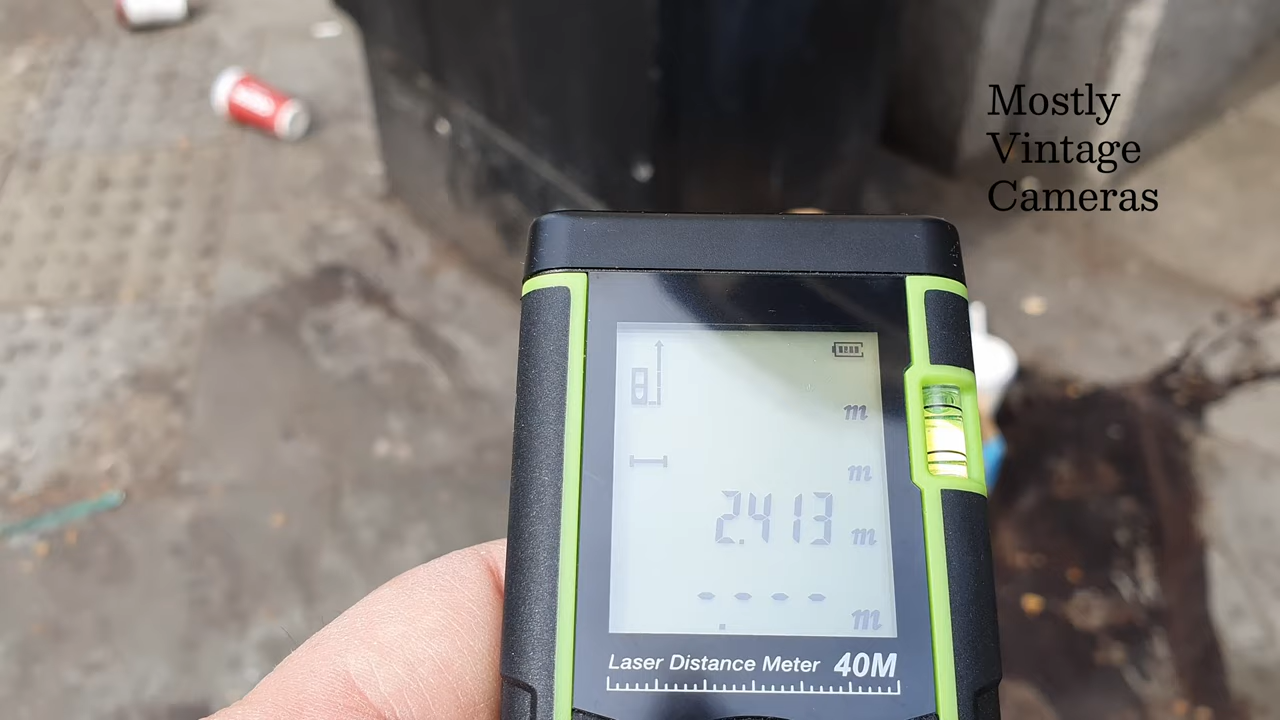 Mostly
Vintage
Cameras
m
m
2.413 m
- - - -
. m
Laser Distance Meter 40M